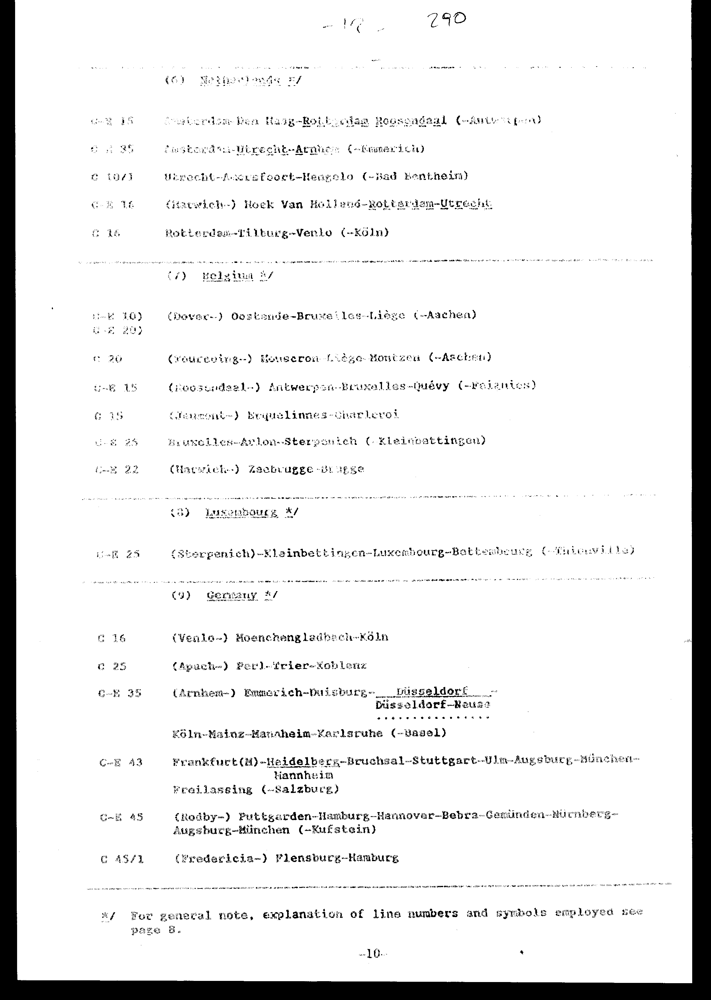 290
(6) Netherlands */
C-E 15 Amsterdam-Den Haag-Rotterdam Roosendaal (-Antwerpen)
C-E 35 Amsterdam-Utrecht-Arnhem (-Emmerich)
C 10/1 Utrecht-Amersfoort-Hengelo (-Bad Bentheim)
C-E 16 (Harwich-) Hoek Van Holland-Rotterdam-Utrecht
C 16 Rotterdam-Tilburg-Venlo (-Köln)
(7) Belgium */
C-E 10) (Dover-) Oostende-Bruxelles-Liège (-Aachen)
C-E 20)
C 20 (Tourcoing-) Mouscron-Liège-Montzen (-Aachen)
C-E 15 (Roosendaal-) Antwerpen-Bruxelles-Quévy (-Feignies)
C 15 (Jeumont-) Erquelinnes-Charleroi
C-E 25 Bruxelles-Arlon-Sterpenich (-Kleinbettingen)
C-E 22 (Harwich-) Zeebrugge-Brugge
(8) Luxembourg */
C-E 25 (Sterpenich)-Kleinbettingen-Luxembourg-Bettembourg (-Thionville)
(9) Germany */
C 16 (Venlo-) Moenchengladbach-Köln
C 25 (Apach-) Perl-Trier-Koblenz
C-E 35 (Arnhem-) Emmerich-Duisburg- Düsseldorf -
Düsseldorf-Neuss
................
Köln-Mainz-Mannheim-Karlsruhe (-Basel)
C-E 43 Frankfurt(M)-Heidelberg-Bruchsal-Stuttgart-Ulm-Augsburg-München-
Mannheim
Freilassing (-Salzburg)
C-E 45 (Rodby-) Puttgarden-Hamburg-Hannover-Bebra-Gemünden-Nürnberg-
Augsburg-München (-Kufstein)
C 45/1 (Fredericia-) Flensburg-Hamburg
*/ For general note, explanation of line numbers and symbols employed see
page 8.
-10-